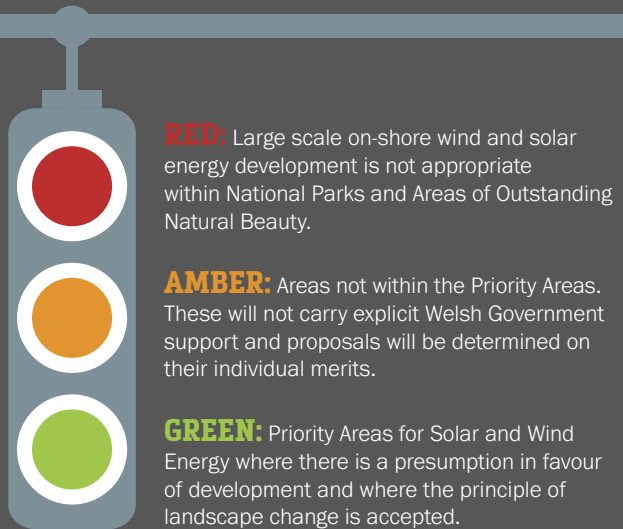 RED: Large scale on-shore wind and solar
energy development is not appropriate
within National Parks and Areas of Outstanding
Natural Beauty.
AMBER: Areas not within the Priority Areas.
These will not carry explicit Welsh Government
support and proposals will be determined on
their individual merits.
GREEN: Priority Areas for Solar and Wind
Energy where there is a presumption in favour
of development and where the principle of
landscape change is accepted.